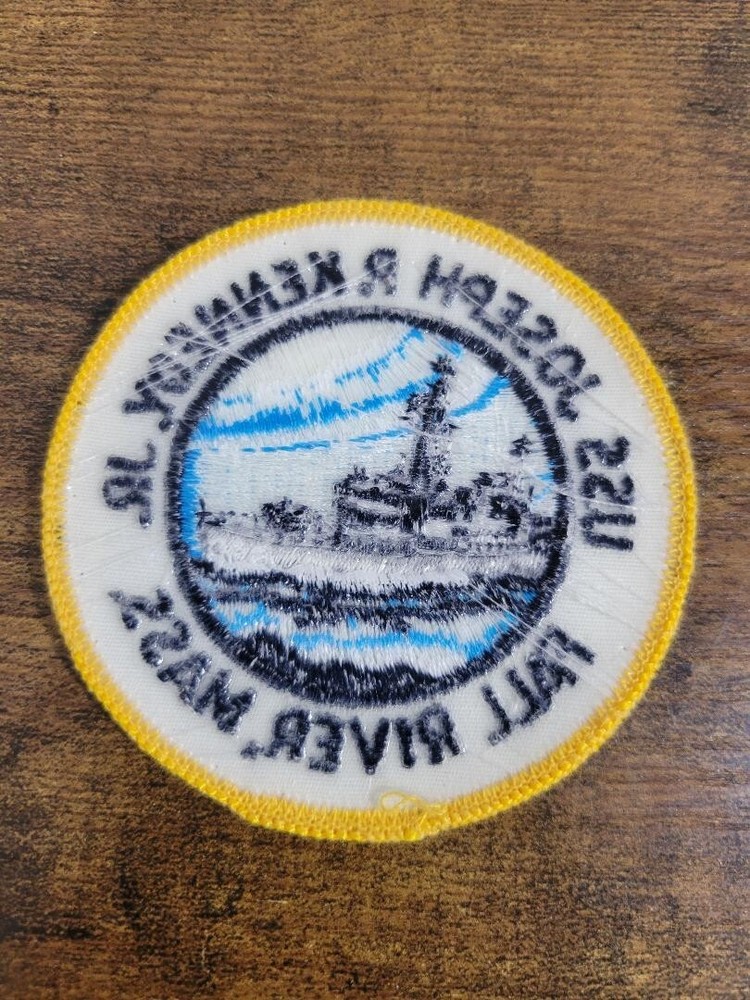 USS JOSEPH P. KENNEDY, JR.
FALL RIVER, MASS.